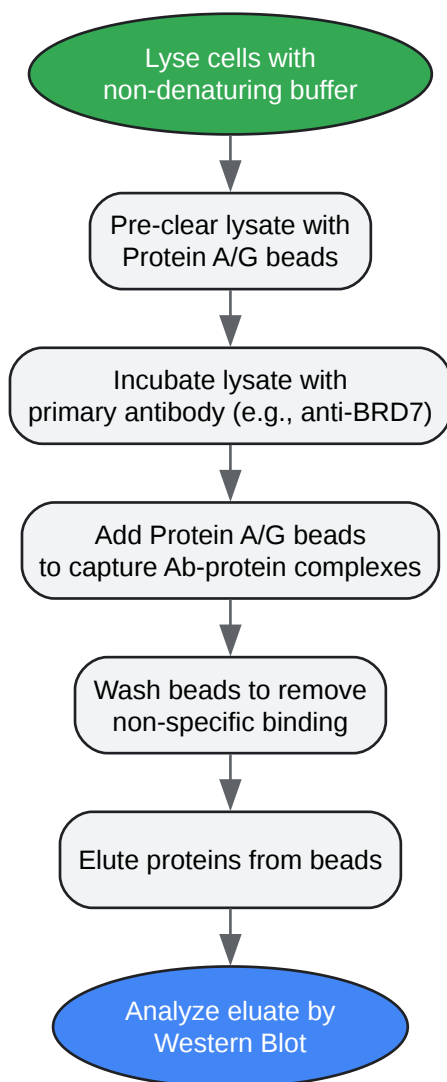 Lyse cells with
non-denaturing buffer
Pre-clear lysate with
Protein A/G beads
Incubate lysate with
primary antibody (e.g., anti-BRD7)
Add Protein A/G beads
to capture Ab-protein complexes
Wash beads to remove
non-specific binding
Elute proteins from beads
Analyze eluate by
Western Blot